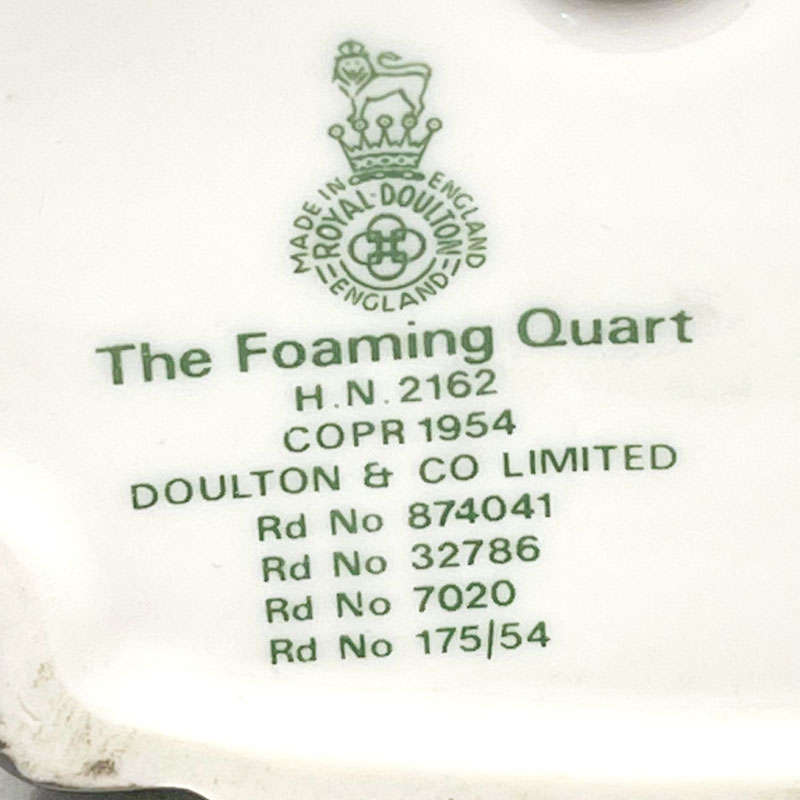 MADE IN ENGLAND
ROYAL·DOULTON
ENGLAND
The Foaming Quart
H.N.2162
COPR 1954
DOULTON & CO LIMITED
Rd No 874041
Rd No 32786
Rd No 7020
Rd No 175/54